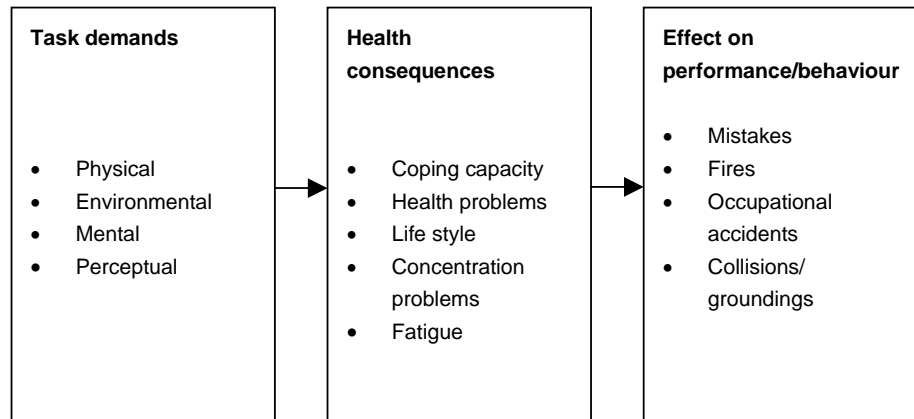 Task demands
• Physical
• Environmental
• Mental
• Perceptual
Health
consequences
• Coping capacity
• Health problems
• Life style
• Concentration
problems
• Fatigue
Effect on
performance/behaviour
• Mistakes
• Fires
• Occupational
accidents
• Collisions/
groundings